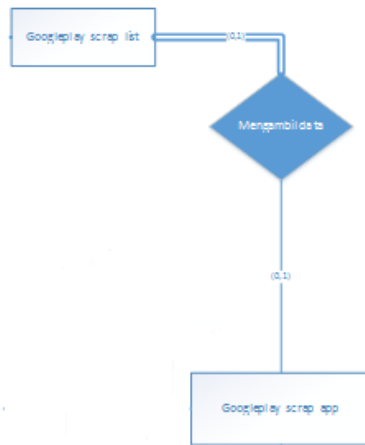 Googleplay scrap list
(0,1)
Mengambil data
(0,1)
Googleplay scrap app